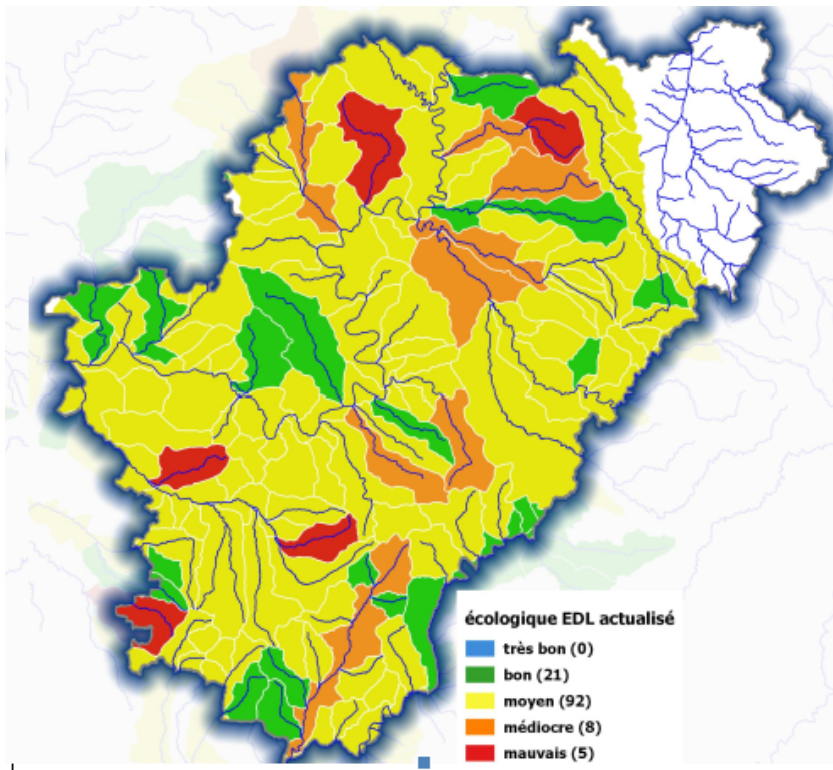 écologique EDL actualisé
très bon (0)
bon (21)
moyen (92)
médiocre (8)
mauvais (5)